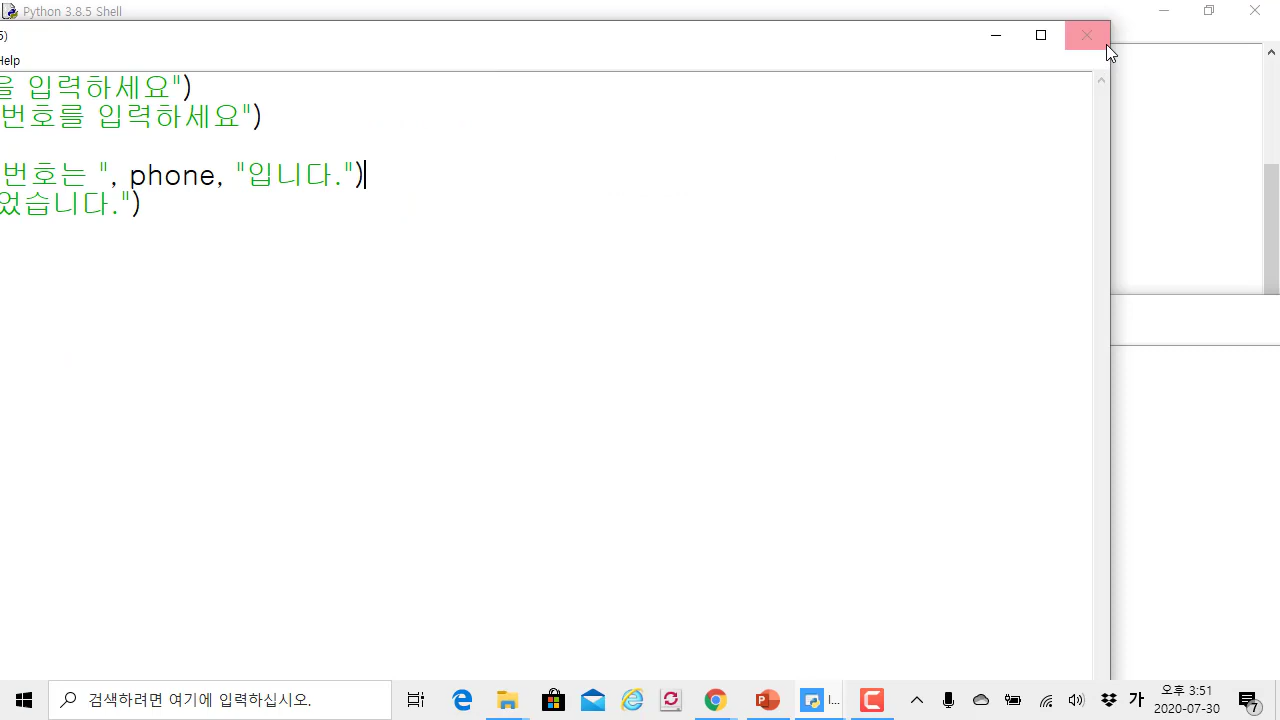 Python 3.8.5 Shell
5)
Help
을 입력하세요")
번호를 입력하세요")
번호는 ", phone, "입니다.")
었습니다.")
검색하려면 여기에 입력하십시오.
I...
가
오후 3:51
2020-07-30
7